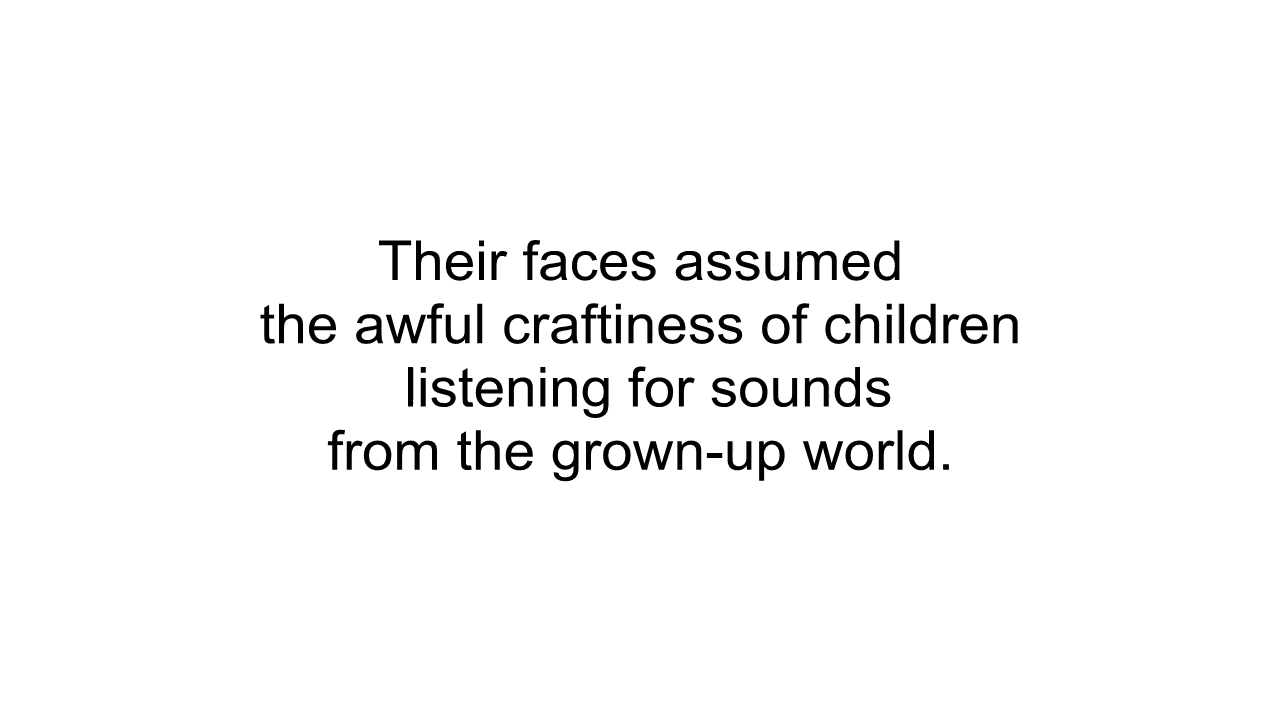 Their faces assumed
the awful craftiness of children
listening for sounds
from the grown-up world.